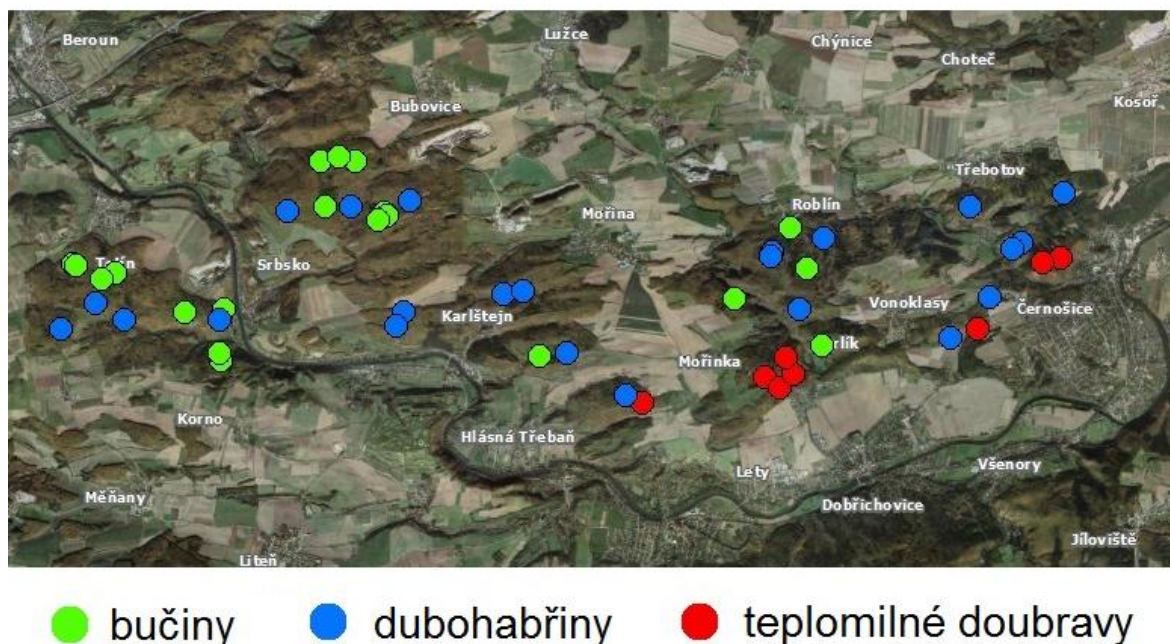 Beroun
Lužce
Chýnice
Choteč
Bubovice
Kosoř
Třebotov
Mořina
Roblín
Srbsko
Vonoklasy
Černošice
Karlštejn
Mořinka
Korno
Hlásná Třebaň
Lety
Všenory
Měňany
Dobřichovice
Jíloviště
Liteň
bučiny
dubohabřiny
teplomilné doubravy